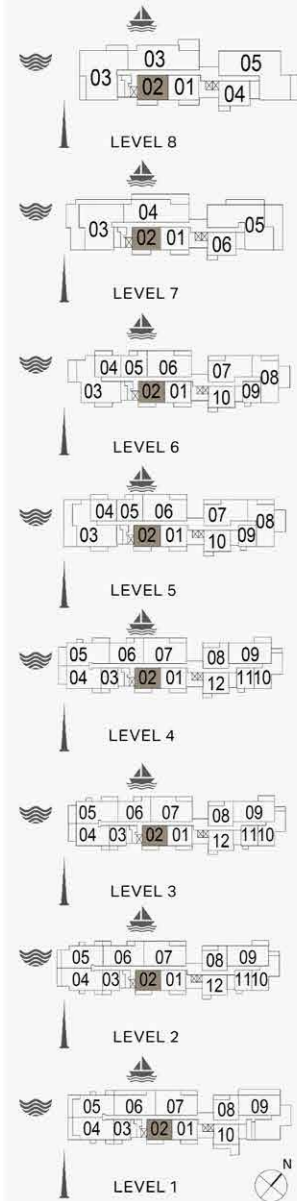 03
03 05
02 01 04
LEVEL 8
04
03 02 01 06 05
LEVEL 7
04 05 06 07 08
03 02 01 10 09
LEVEL 6
04 05 06 07 08
03 02 01 10 09
LEVEL 5
05 06 07 08 09
04 03 02 01 12 11 10
LEVEL 4
05 06 07 08 09
04 03 02 01 12 11 10
LEVEL 3
05 06 07 08 09
04 03 02 01 12 11 10
LEVEL 2
05 06 07 08 09
04 03 02 01 10
LEVEL 1
N